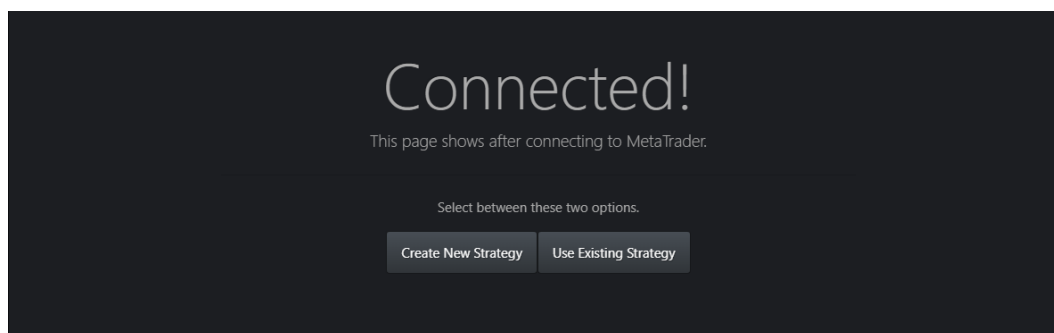 Connected!
This page shows after connecting to MetaTrader.
Select between these two options.
Create New Strategy Use Existing Strategy